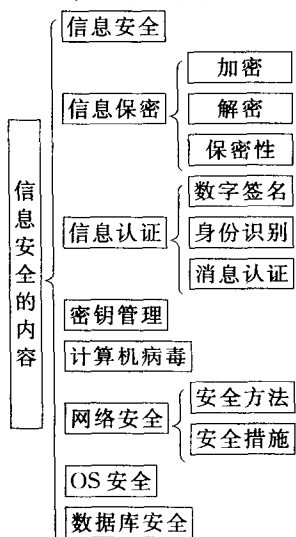 信息安全的内容
信息安全
信息保密
加密
解密
保密性
信息认证
数字签名
身份识别
消息认证
密钥管理
计算机病毒
网络安全
安全方法
安全措施
OS安全
数据库安全